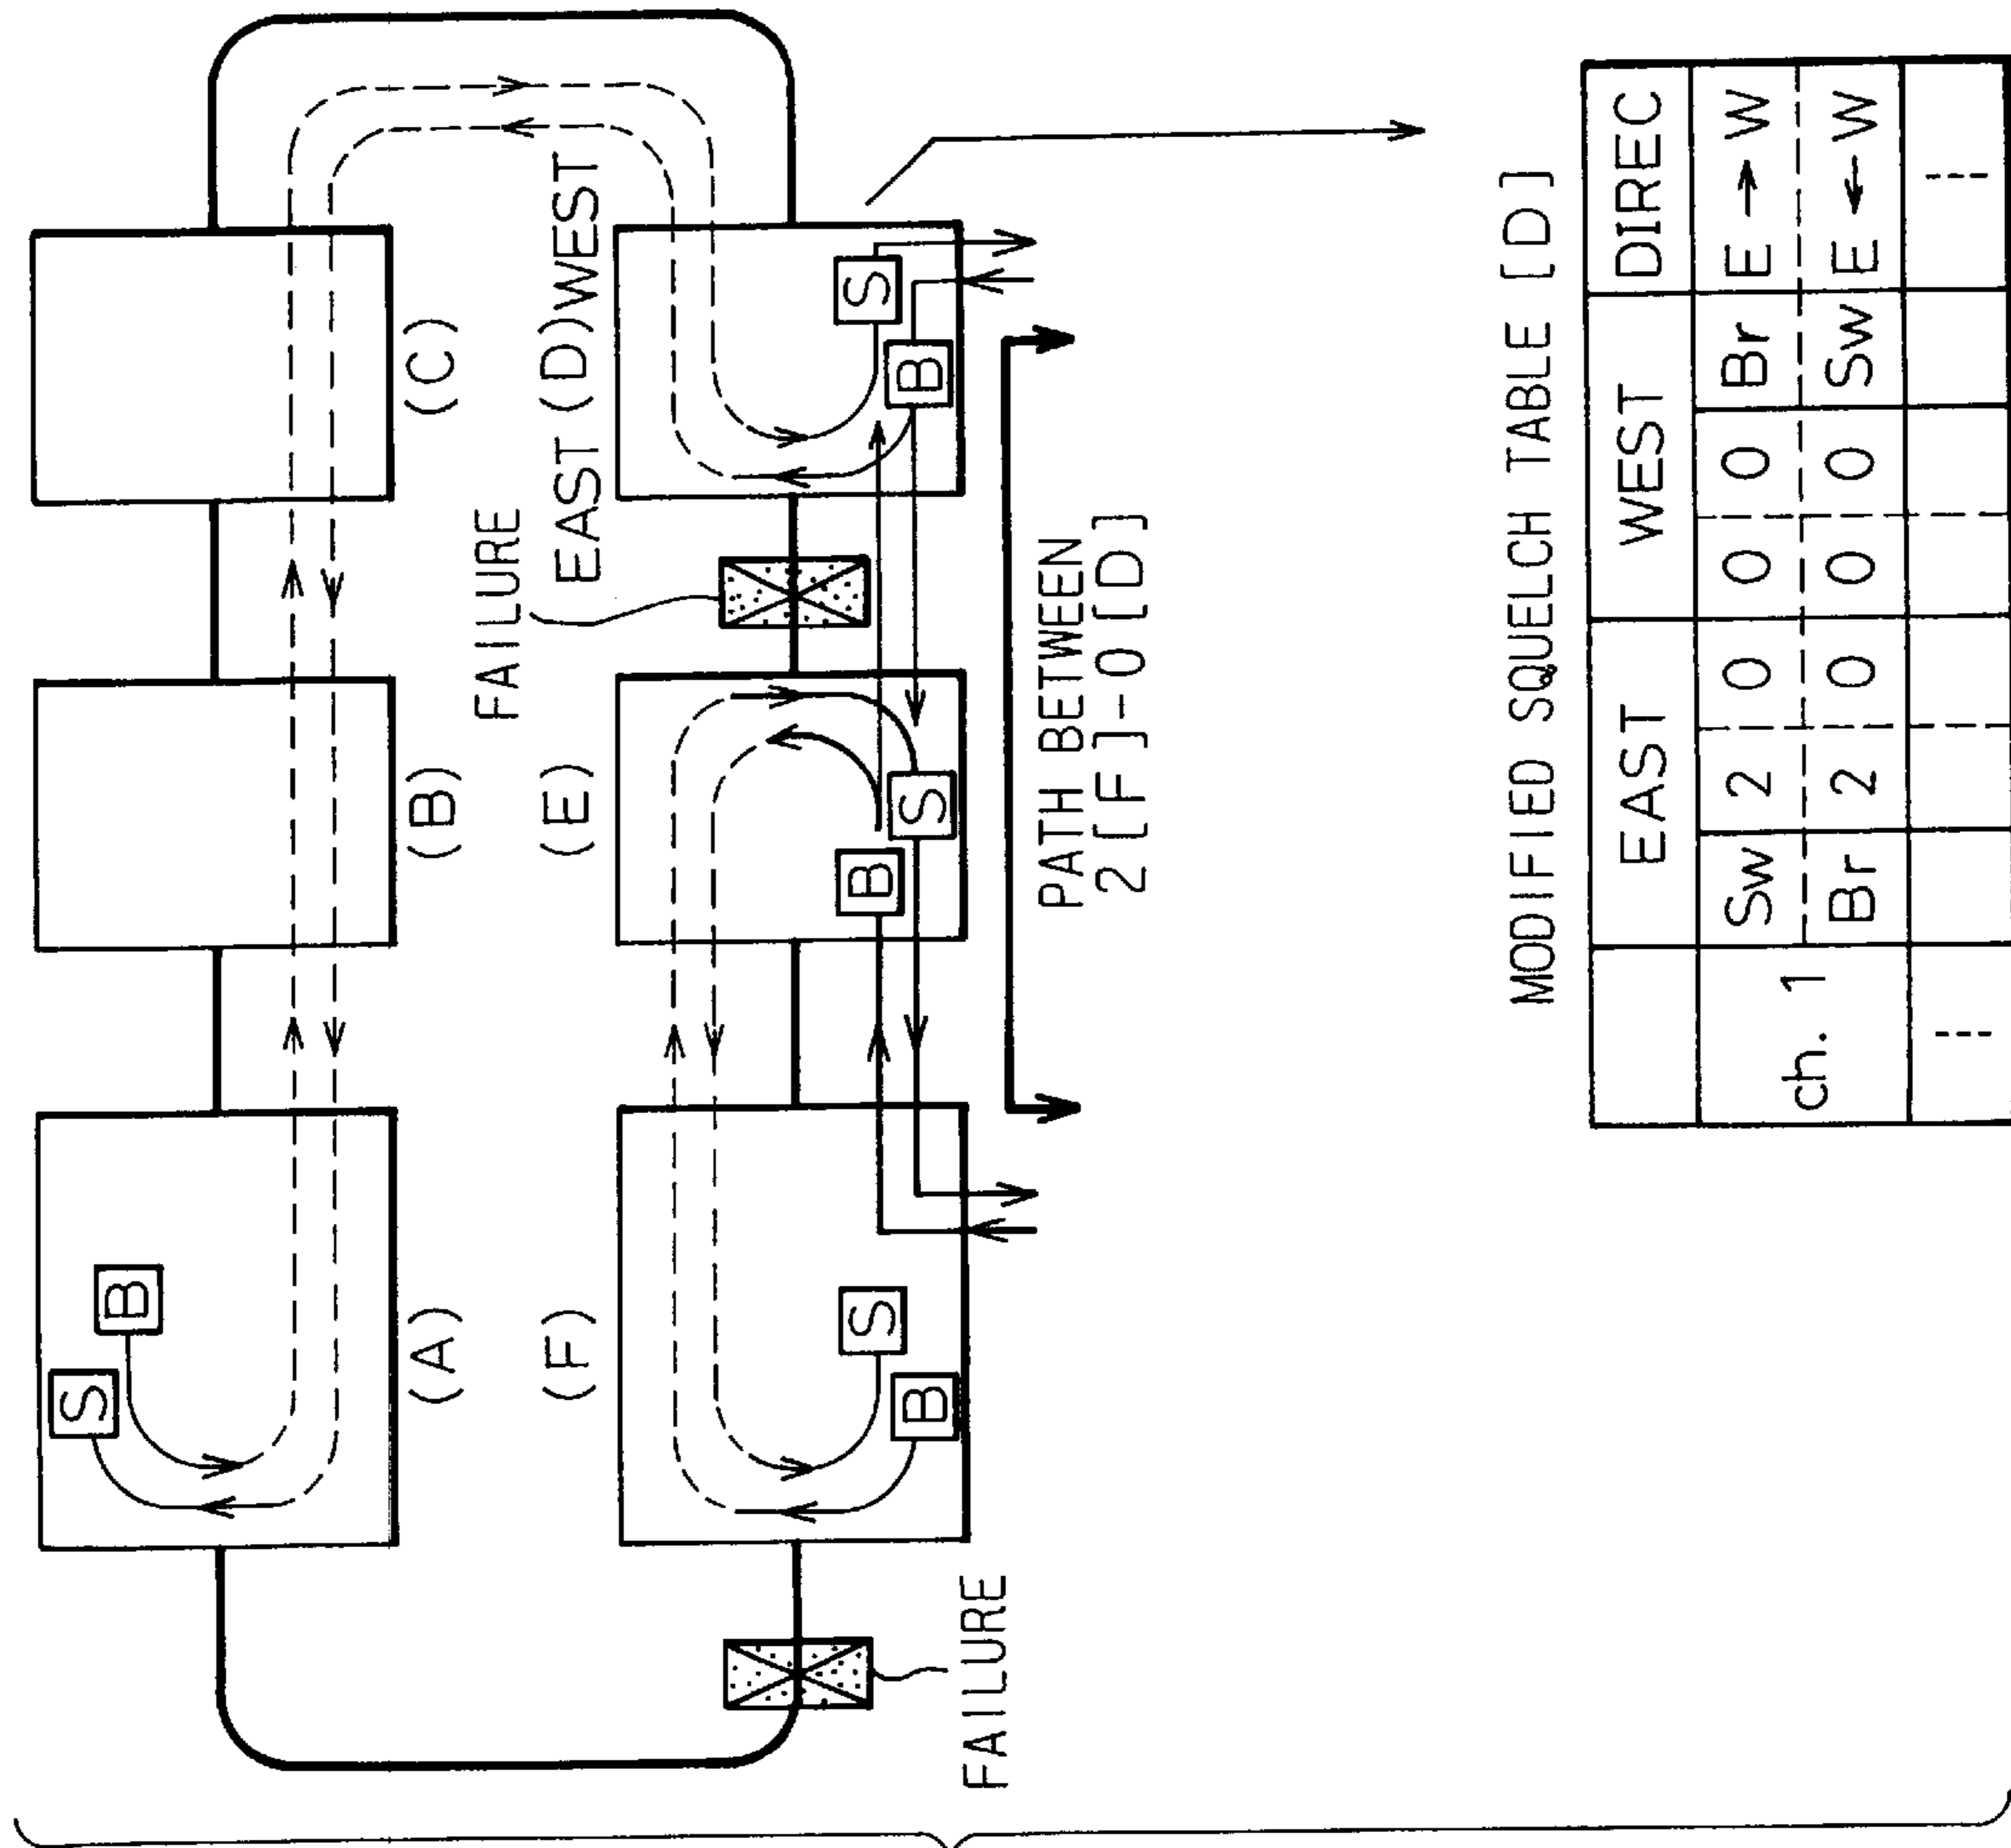 S
B
(A) (B) (C)
FAILURE
(F) (E) EAST (D) WEST
S B S
B S B
FAILURE
PATH BETWEEN
2[F]-0[D]
MODIFIED SQUELCH TABLE [D]
EAST WEST DIREC
ch. 1 Sw 2 0 0 0 Br E→W
Br 2 0 0 0 Sw E←W